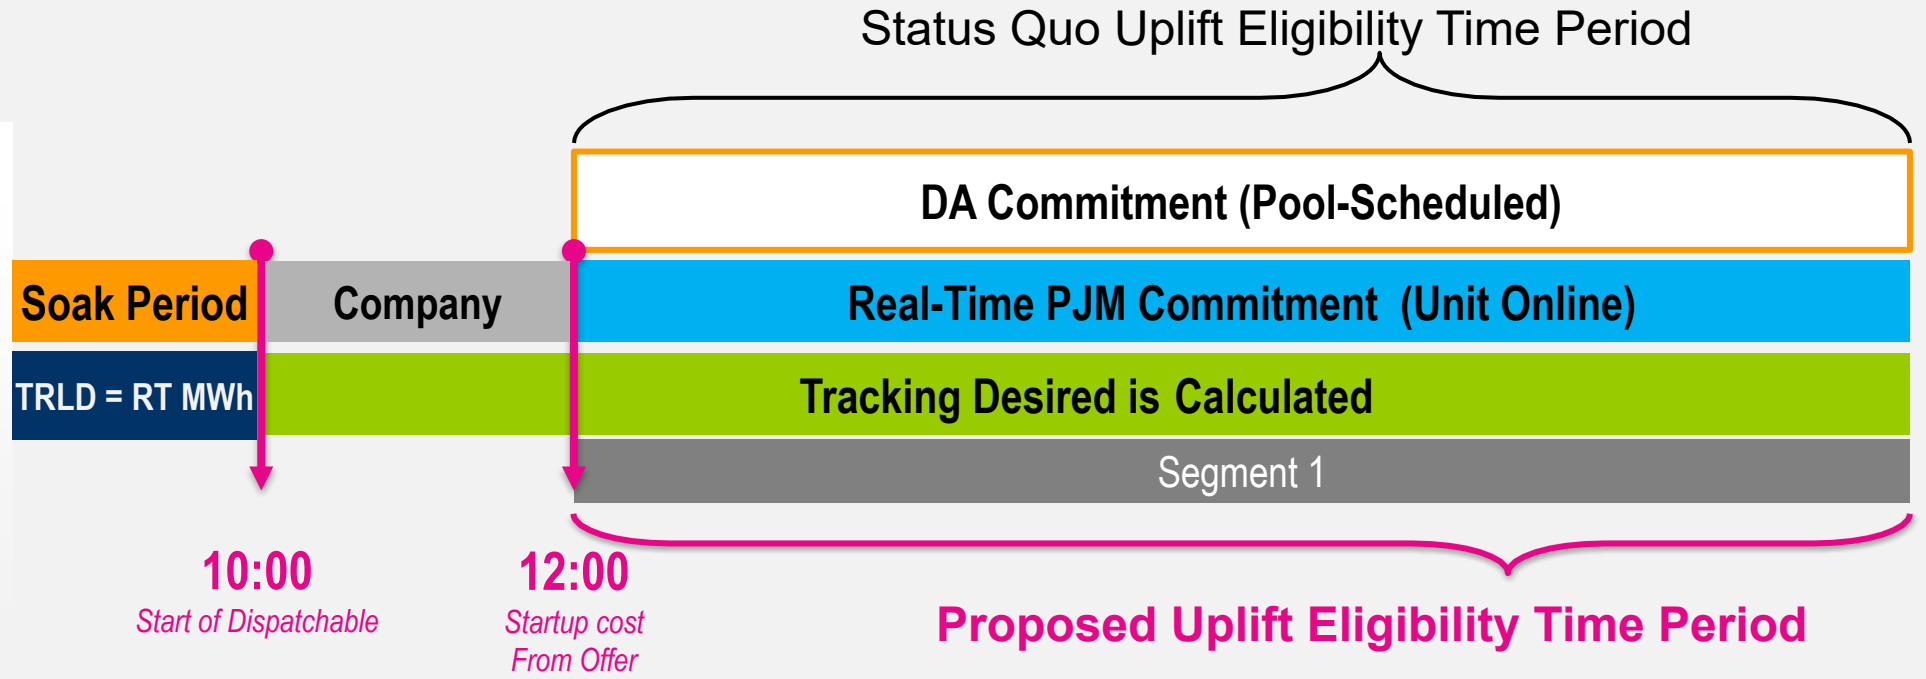 Status Quo Uplift Eligibility Time Period
DA Commitment (Pool-Scheduled)
Soak Period
Company
Real-Time PJM Commitment (Unit Online)
TRLD = RT MWh
Tracking Desired is Calculated
Segment 1
10:00
Start of Dispatchable
12:00
Startup cost
From Offer
Proposed Uplift Eligibility Time Period